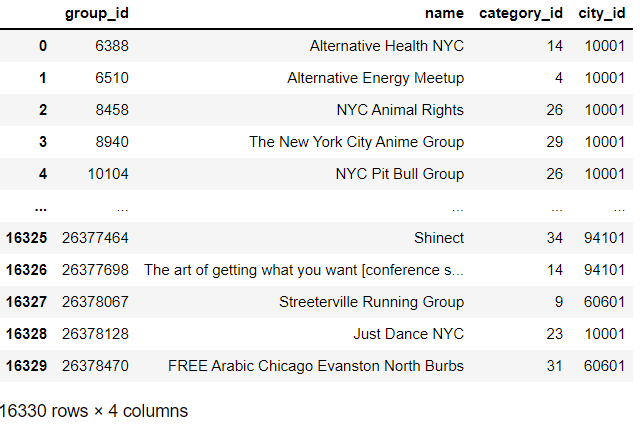 group_id name category_id city_id
0 6388 Alternative Health NYC 14 10001
1 6510 Alternative Energy Meetup 4 10001
2 8458 NYC Animal Rights 26 10001
3 8940 The New York City Anime Group 29 10001
4 10104 NYC Pit Bull Group 26 10001
... ... ... ... ...
16325 26377464 Shinect 34 94101
16326 26377698 The art of getting what you want [conference s... 14 94101
16327 26378067 Streeterville Running Group 9 60601
16328 26378128 Just Dance NYC 23 10001
16329 26378470 FREE Arabic Chicago Evanston North Burbs 31 60601
16330 rows × 4 columns